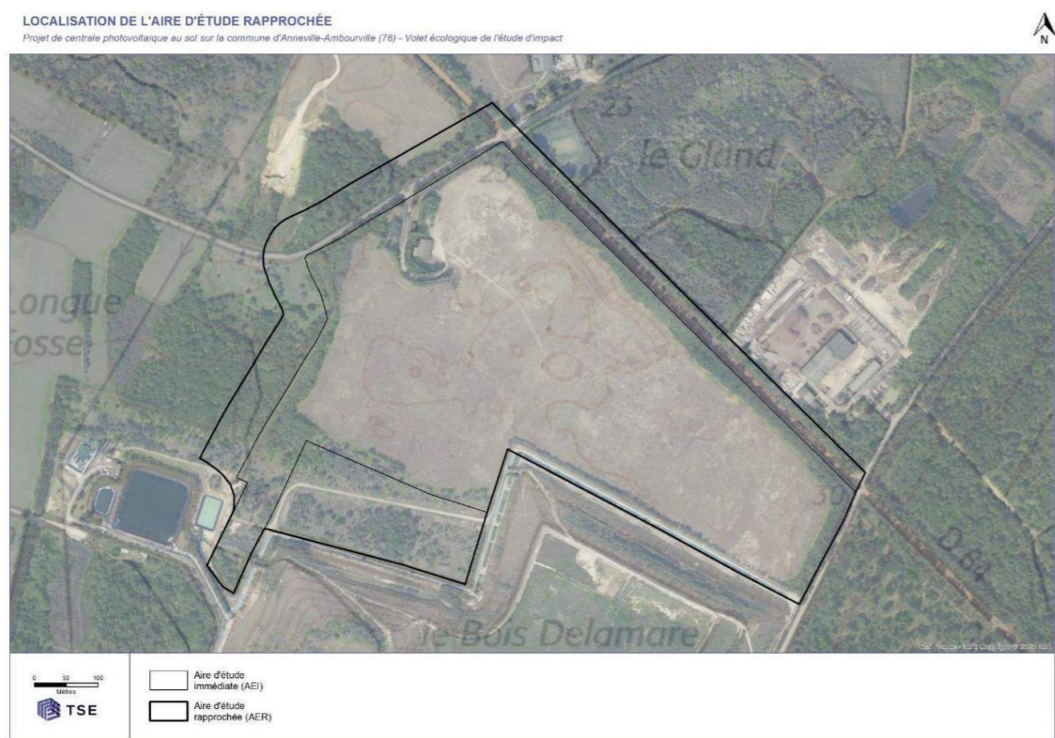 LOCALISATION DE L'AIRE D'ÉTUDE RAPPROCHÉE
Projet de centrale photovoltaïque au sol sur la commune d'Anneville-Ambourville (76) - Volet écologique de l'étude d'impact
N
23
le Gland
23
Longue
osse
30
D 64
le Bois Delamare
0 50 100
Mètres
TSE
Aire d'étude
immédiate (AEI)
Aire d'étude
rapprochée (AER)